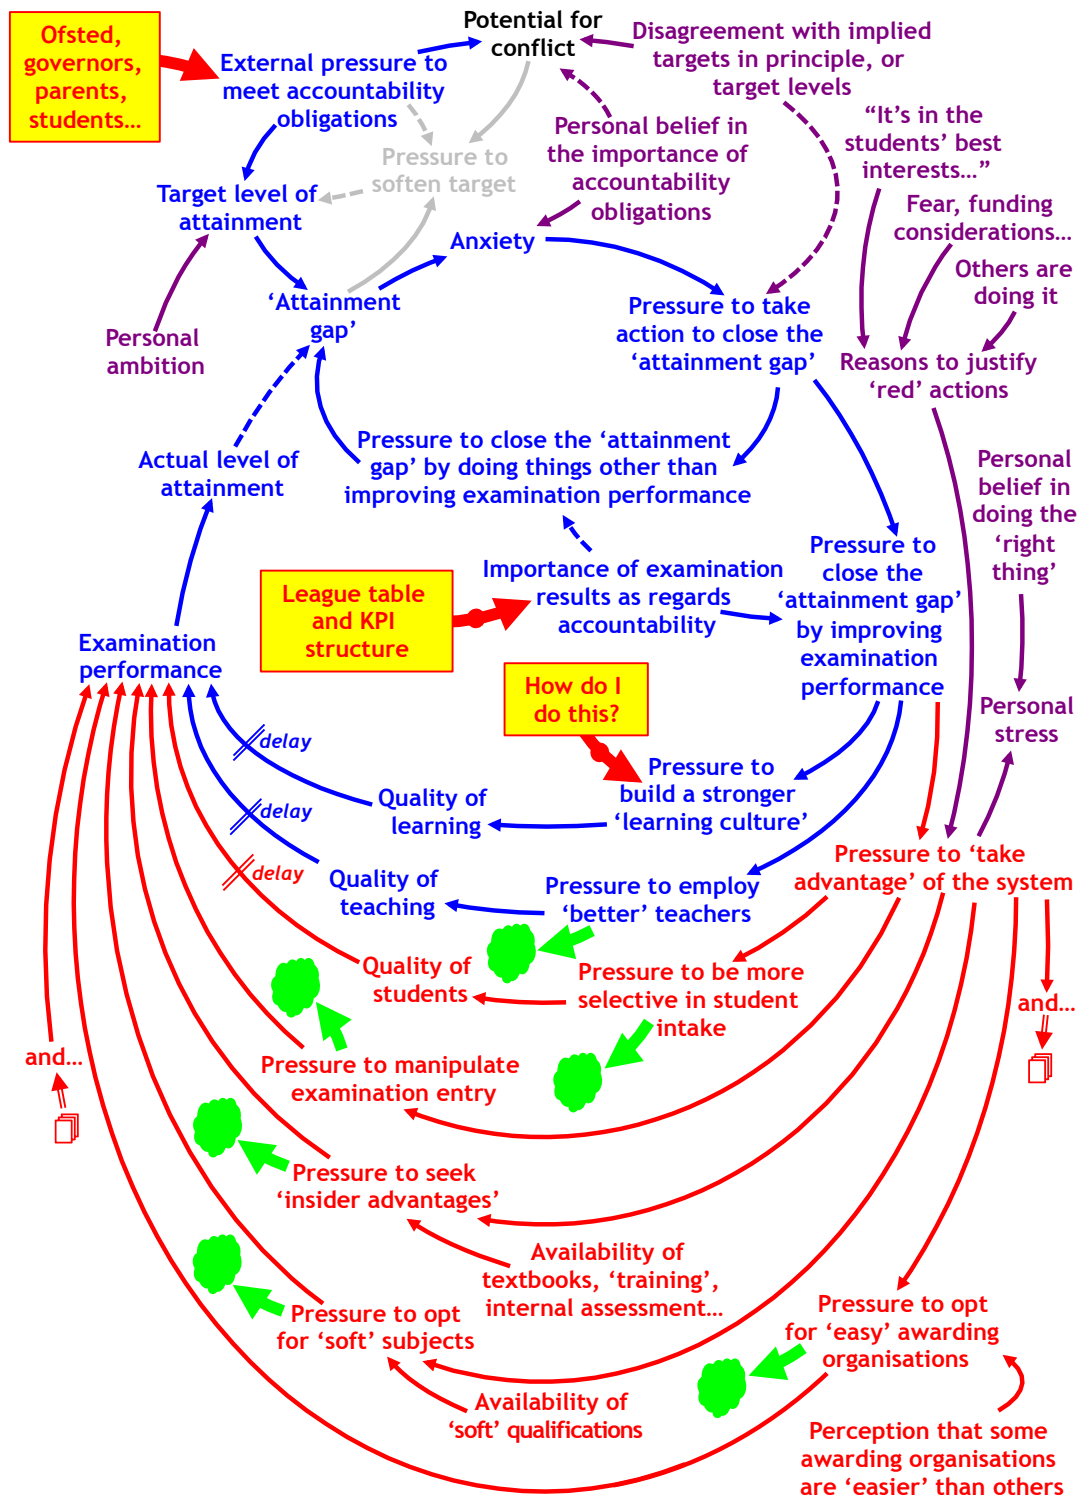 Ofsted,
governors,
parents,
students…
External pressure to
meet accountability
obligations
Potential for
conflict
Disagreement with implied
targets in principle, or
target levels
Personal belief in
the importance of
accountability
obligations
“It’s in the
students’ best
interests…”
Pressure to
soften target
Target level of
attainment
Fear, funding
considerations…
Anxiety
Others are
doing it
‘Attainment
gap’
Pressure to take
action to close the
‘attainment gap’
Personal
ambition
Reasons to justify
‘red’ actions
Pressure to close the ‘attainment
gap’ by doing things other than
improving examination performance
Actual level of
attainment
Personal
belief in
doing the
‘right
thing’
Importance of examination
results as regards
accountability
Pressure to
close the
‘attainment gap’
by improving
examination
performance
League table
and KPI
structure
Examination
performance
How do I
do this?
Personal
stress
delay
Pressure to
build a stronger
‘learning culture’
Quality of
learning
delay
Pressure to ‘take
advantage’ of the system
delay
Quality of
teaching
Pressure to employ
‘better’ teachers
Quality of
students
Pressure to be more
selective in student
intake
and…
and…
Pressure to manipulate
examination entry
Pressure to seek
‘insider advantages’
Availability of
textbooks, ‘training’,
internal assessment…
Pressure to opt
for ‘soft’ subjects
Pressure to opt
for ‘easy’ awarding
organisations
Availability of
‘soft’ qualifications
Perception that some
awarding organisations
are ‘easier’ than others